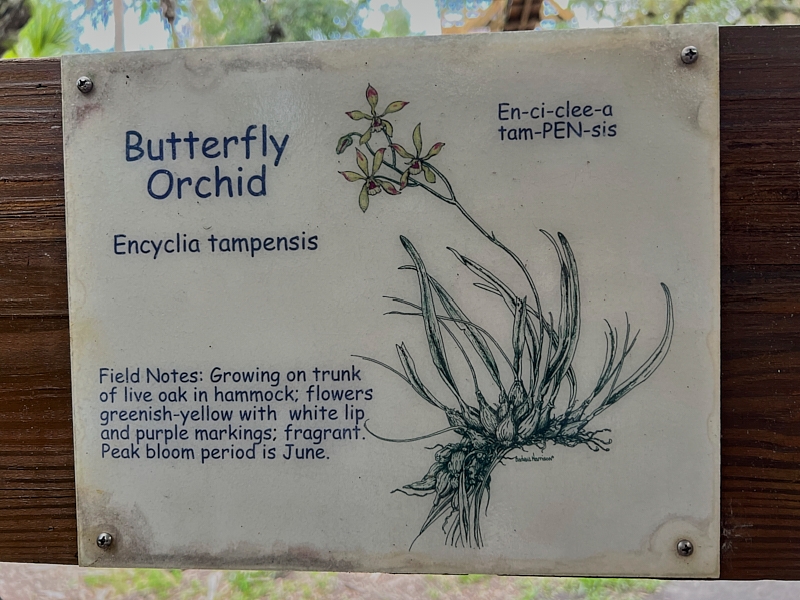 Butterfly
Orchid
En-ci-clee-a
tam-PEN-sis
Encyclia tampensis
Field Notes: Growing on trunk
of live oak in hammock; flowers
greenish-yellow with white lip
and purple markings; fragrant.
Peak bloom period is June.